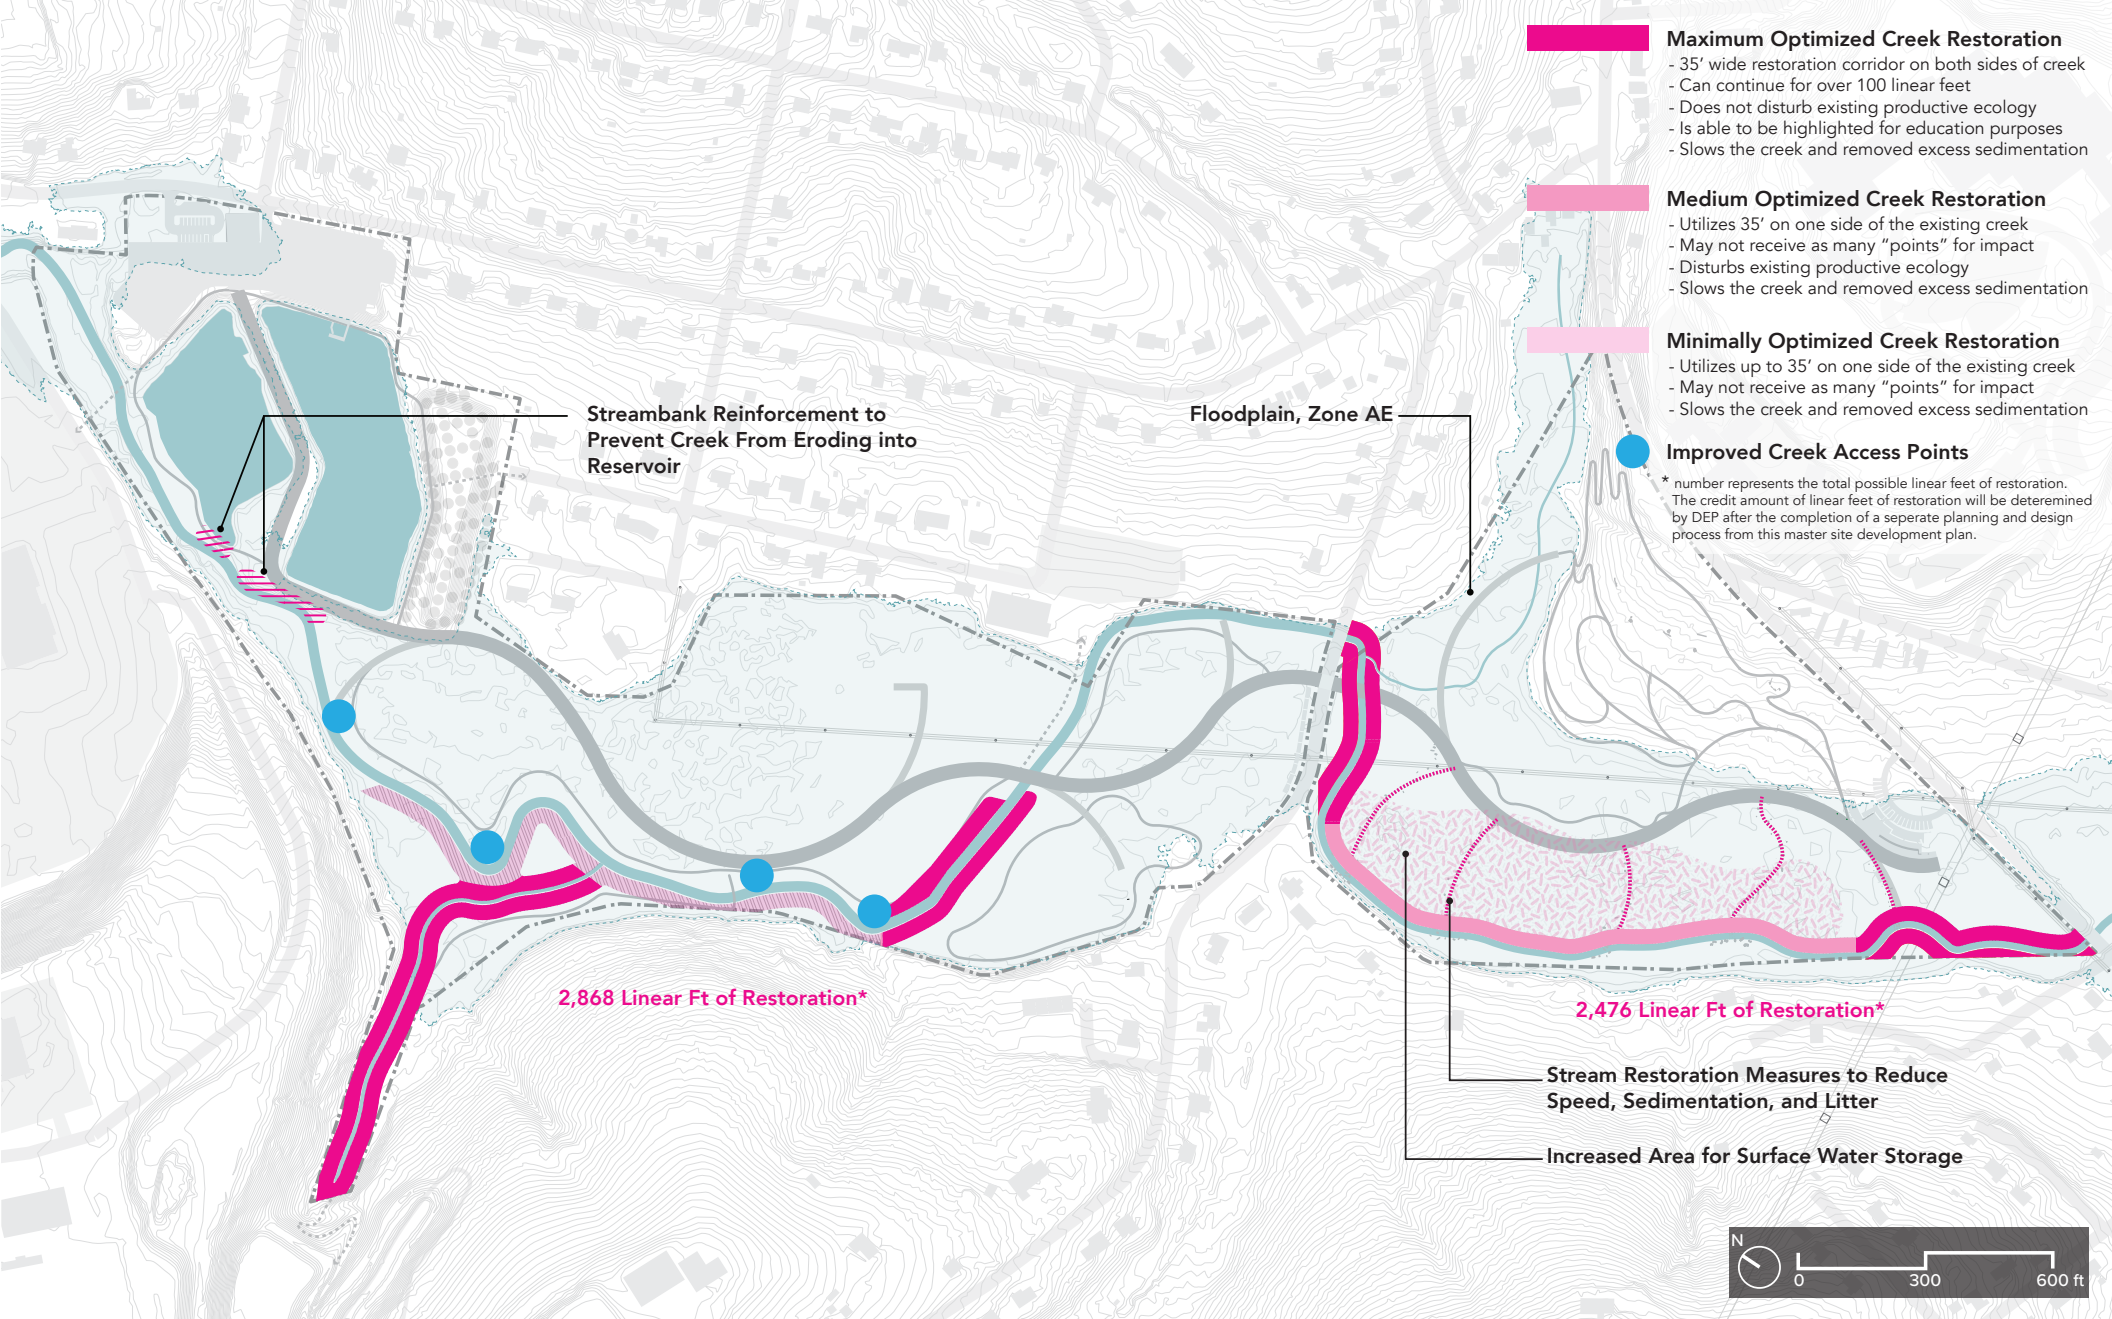 Maximum Optimized Creek Restoration
- 35’ wide restoration corridor on both sides of creek
- Can continue for over 100 linear feet
- Does not disturb existing productive ecology
- Is able to be highlighted for education purposes
- Slows the creek and removed excess sedimentation
Medium Optimized Creek Restoration
- Utilizes 35’ on one side of the existing creek
- May not receive as many “points” for impact
- Disturbs existing productive ecology
- Slows the creek and removed excess sedimentation
Minimally Optimized Creek Restoration
- Utilizes up to 35’ on one side of the existing creek
- May not receive as many “points” for impact
- Slows the creek and removed excess sedimentation
Improved Creek Access Points
* number represents the total possible linear feet of restoration.
The credit amount of linear feet of restoration will be deteremined
by DEP after the completion of a seperate planning and design
process from this master site development plan.
Streambank Reinforcement to
Prevent Creek From Eroding into
Reservoir
Floodplain, Zone AE
2,868 Linear Ft of Restoration*
2,476 Linear Ft of Restoration*
Stream Restoration Measures to Reduce
Speed, Sedimentation, and Litter
Increased Area for Surface Water Storage
N
0 300 600 ft